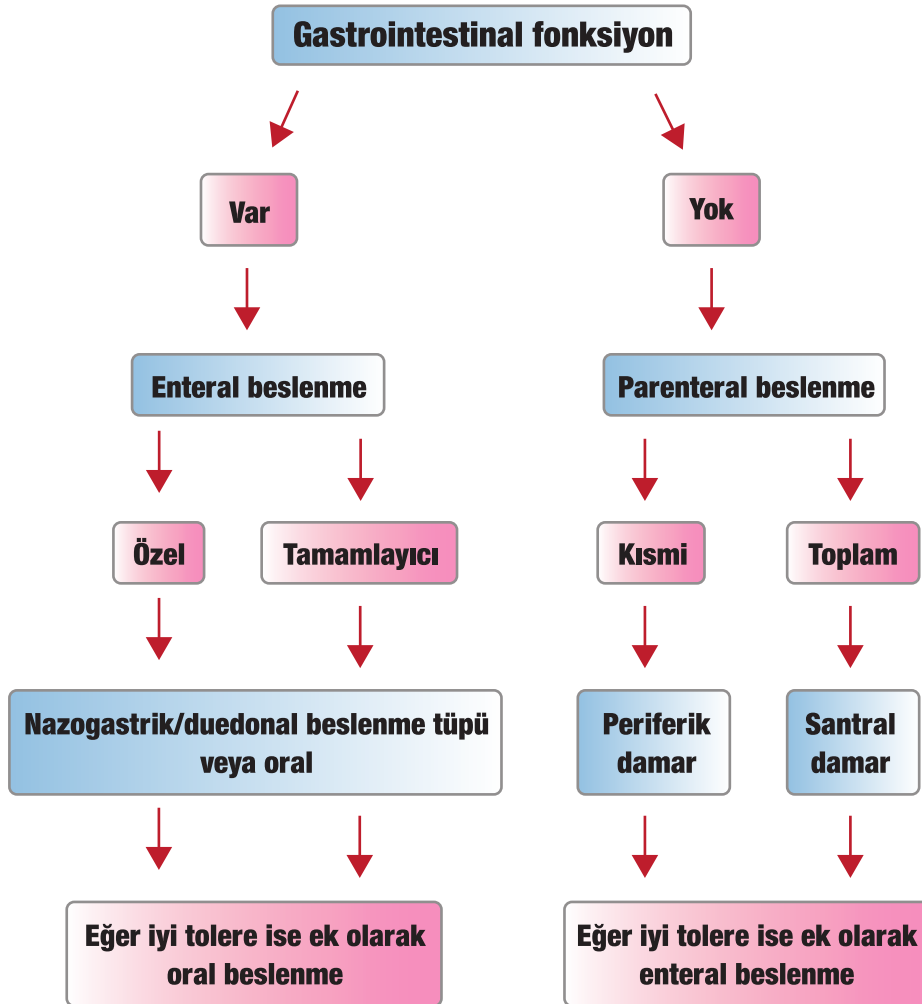 Gastrointestinal fonksiyon
Var
Yok
Enteral beslenme
Parenteral beslenme
Özel
Tamamlayıcı
Kısmi
Toplam
Nazogastrik/duedonal beslenme tüpü
veya oral
Periferik
damar
Santral
damar
Eğer iyi tolere ise ek olarak
oral beslenme
Eğer iyi tolere ise ek olarak
enteral beslenme